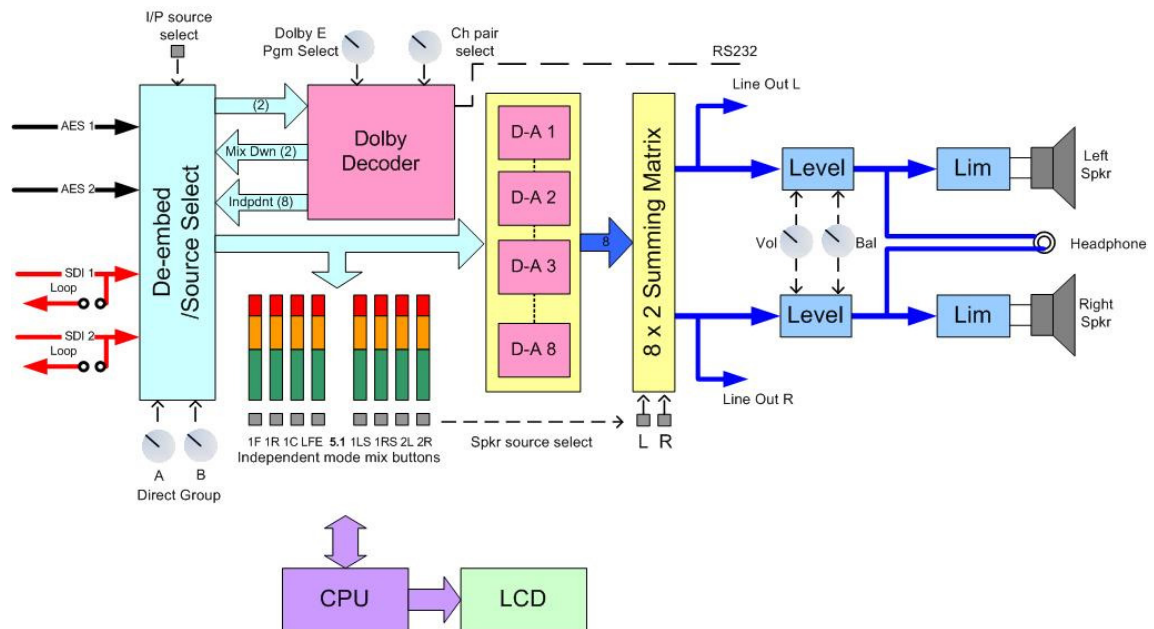 I/P source
select
Dolby E
Pgm Select
Ch pair
select
RS232
AES 1
AES 2
SDI 1
Loop
SDI 2
Loop
De-embed
/Source Select
(2)
Mix Dwn (2)
Indpdnt (8)
Dolby
Decoder
D-A 1
D-A 2
D-A 3
D-A 8
8
8 x 2 Summing Matrix
Line Out L
Line Out R
Level
Level
Vol
Bal
Lim
Lim
Left
Spkr
Headphone
Right
Spkr
1F 1R 1C LFE 5.1 1LS 1RS 2L 2R
Independent mode mix buttons
Spkr source select
L R
A B
Direct Group
CPU
LCD